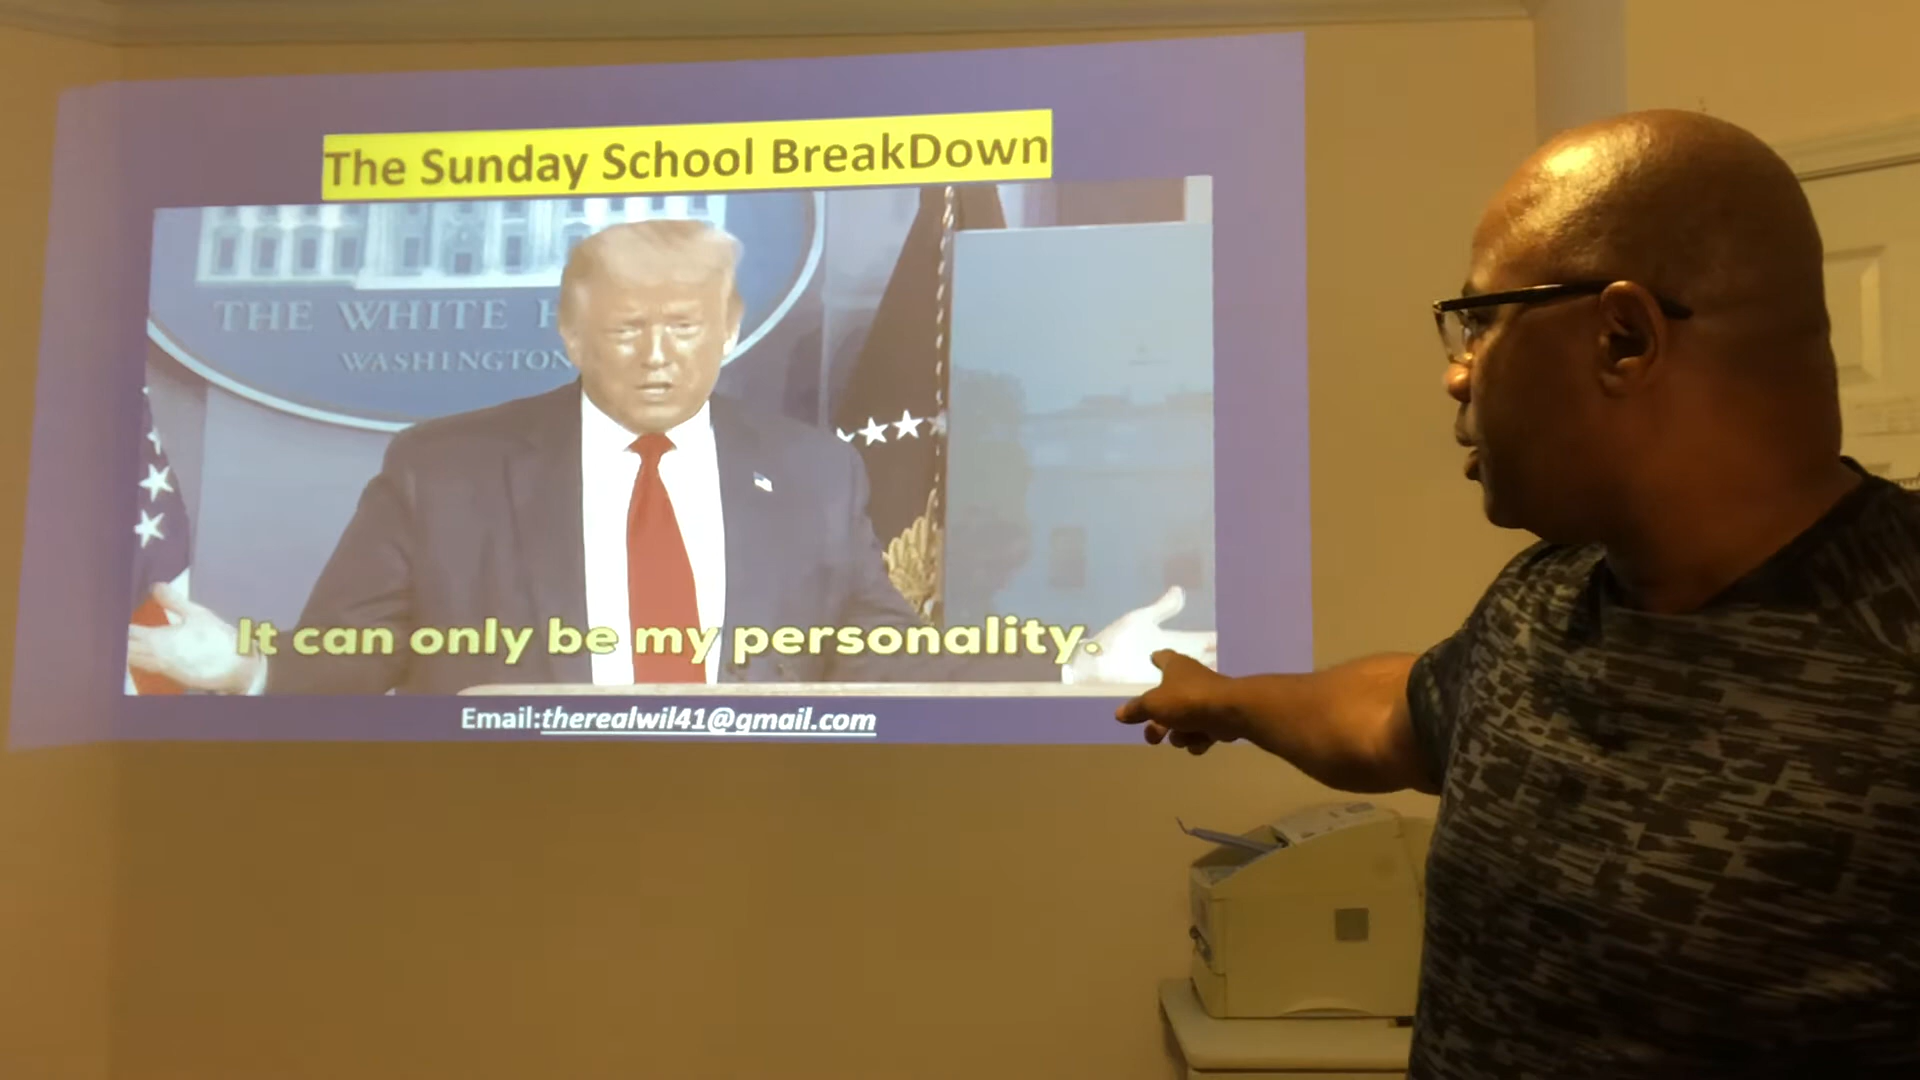 The Sunday School BreakDown
THE WHITE H
WASHINGTON
It can only be my personality.
Email:therealwil41@gmail.com